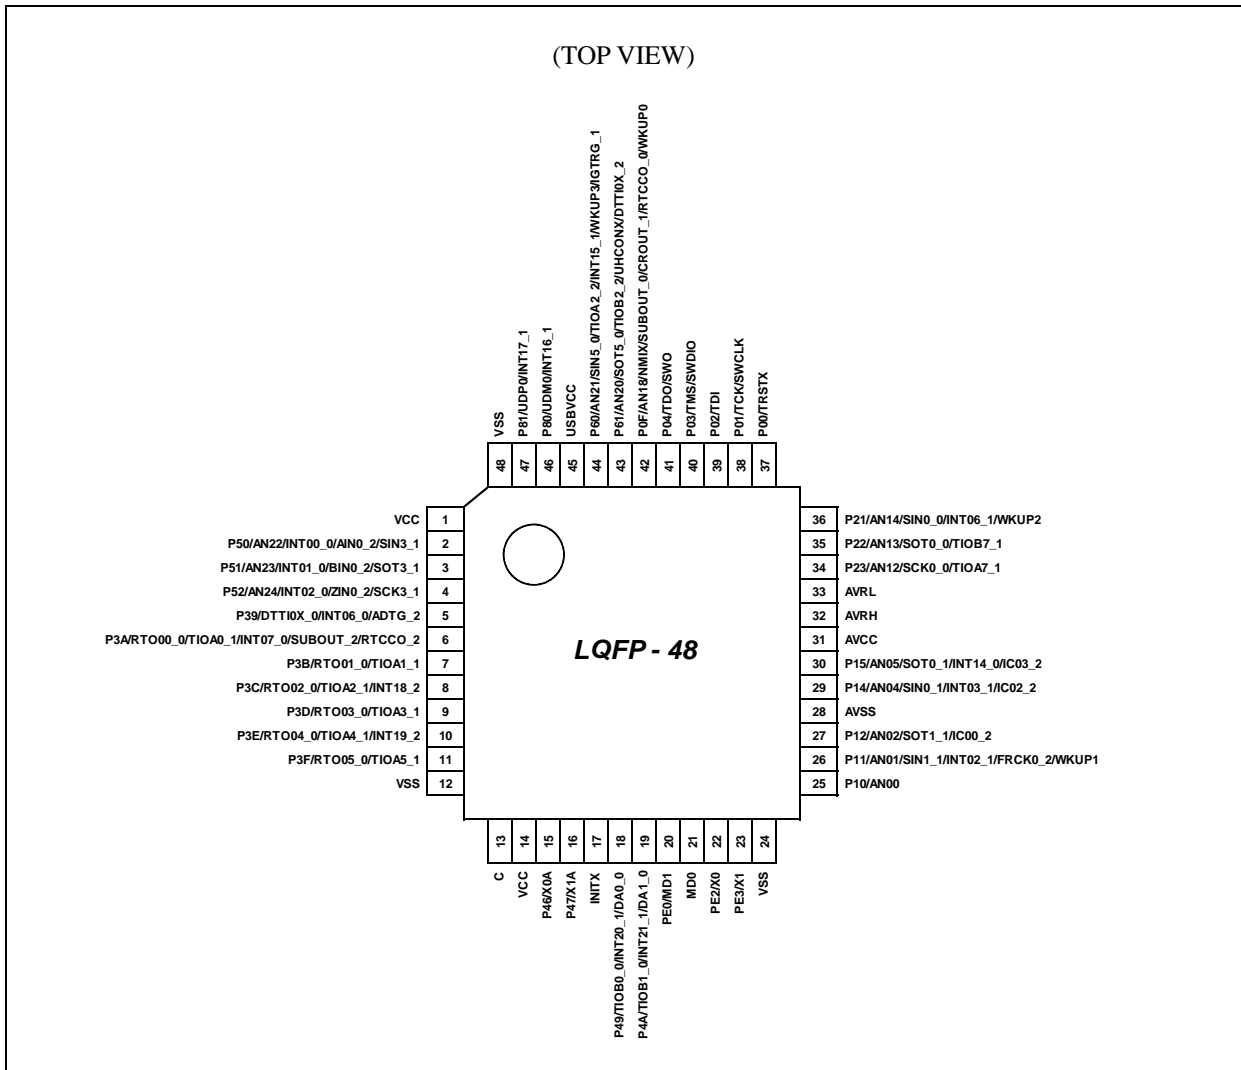 (TOP VIEW)
VSS
P81/UDP0/INT17_1
P80/UDM0/INT16_1
USBVCC
P60/AN21/SIN5_0/TIOA2_2/INT15_1/WKUP3/IGTRG_1
P61/AN20/SOT5_0/TIOB2_2/UHCONX/DTTI0X_2
P0F/AN18/NMIX/SUBOUT_0/CROUT_1/RTCCO_0/WKUP0
P04/TDO/SWO
P03/TMS/SWDIO
P02/TDI
P01/TCK/SWCLK
P00/TRSTX
48
47
46
45
44
43
42
41
40
39
38
37
VCC 1
P50/AN22/INT00_0/AIN0_2/SIN3_1 2
P51/AN23/INT01_0/BIN0_2/SOT3_1 3
P52/AN24/INT02_0/ZIN0_2/SCK3_1 4
P39/DTTI0X_0/INT06_0/ADTG_2 5
P3A/RTO00_0/TIOA0_1/INT07_0/SUBOUT_2/RTCCO_2 6
P3B/RTO01_0/TIOA1_1 7
P3C/RTO02_0/TIOA2_1/INT18_2 8
P3D/RTO03_0/TIOA3_1 9
P3E/RTO04_0/TIOA4_1/INT19_2 10
P3F/RTO05_0/TIOA5_1 11
VSS 12
LQFP - 48
36 P21/AN14/SIN0_0/INT06_1/WKUP2
35 P22/AN13/SOT0_0/TIOB7_1
34 P23/AN12/SCK0_0/TIOA7_1
33 AVRL
32 AVRH
31 AVCC
30 P15/AN05/SOT0_1/INT14_0/IC03_2
29 P14/AN04/SIN0_1/INT03_1/IC02_2
28 AVSS
27 P12/AN02/SOT1_1/IC00_2
26 P11/AN01/SIN1_1/INT02_1/FRCK0_2/WKUP1
25 P10/AN00
13
14
15
16
17
18
19
20
21
22
23
24
C
VCC
P46/X0A
P47/X1A
INITX
P49/TIOB0_0/INT20_1/DA0_0
P4A/TIOB1_0/INT21_1/DA1_0
PE0/MD1
MD0
PE2/X0
PE3/X1
VSS